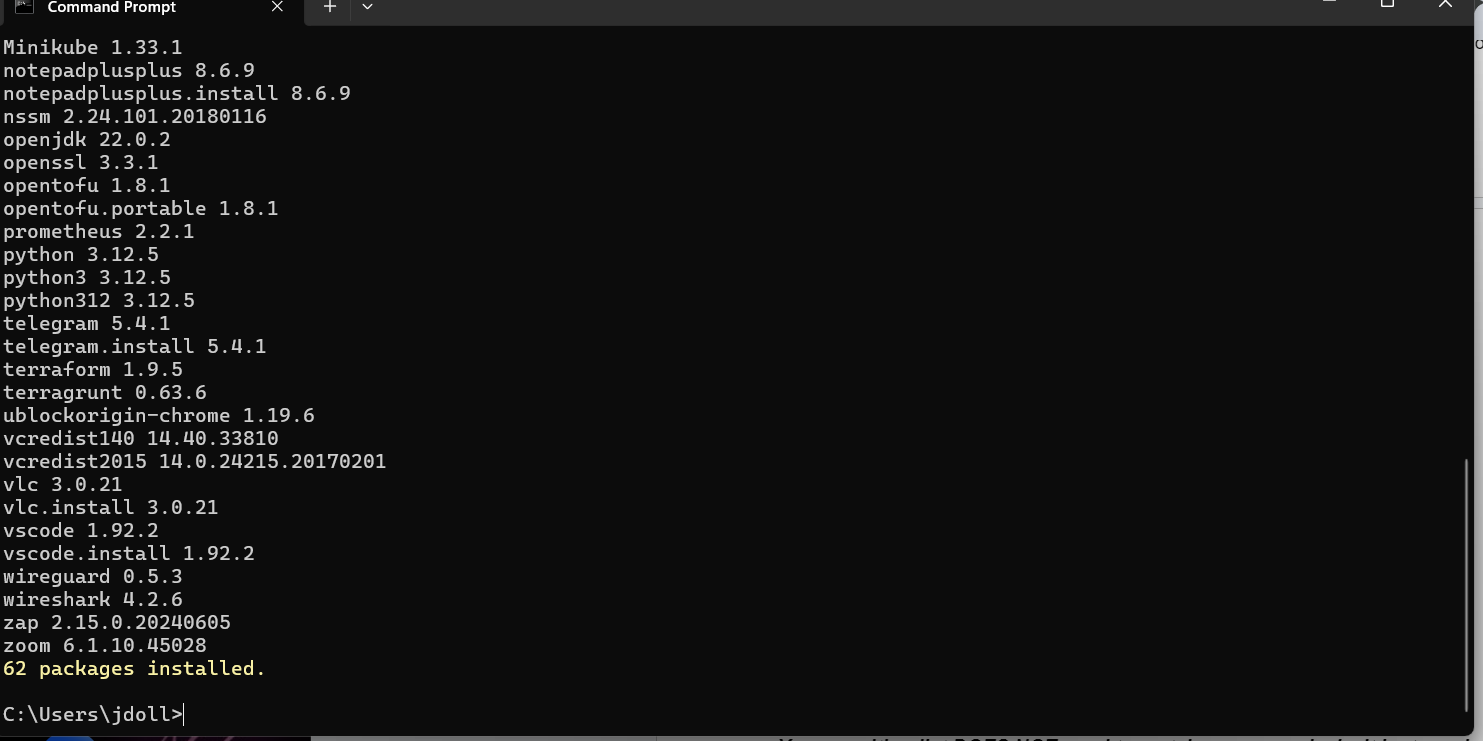 Command Prompt
Minikube 1.33.1
notepadplusplus 8.6.9
notepadplusplus.install 8.6.9
nssm 2.24.101.20180116
openjdk 22.0.2
openssl 3.3.1
opentofu 1.8.1
opentofu.portable 1.8.1
prometheus 2.2.1
python 3.12.5
python3 3.12.5
python312 3.12.5
telegram 5.4.1
telegram.install 5.4.1
terraform 1.9.5
terragrunt 0.63.6
ublockorigin-chrome 1.19.6
vcredist140 14.40.33810
vcredist2015 14.0.24215.20170201
vlc 3.0.21
vlc.install 3.0.21
vscode 1.92.2
vscode.install 1.92.2
wireguard 0.5.3
wireshark 4.2.6
zap 2.15.0.20240605
zoom 6.1.10.45028
62 packages installed.
C:\Users\jdoll>